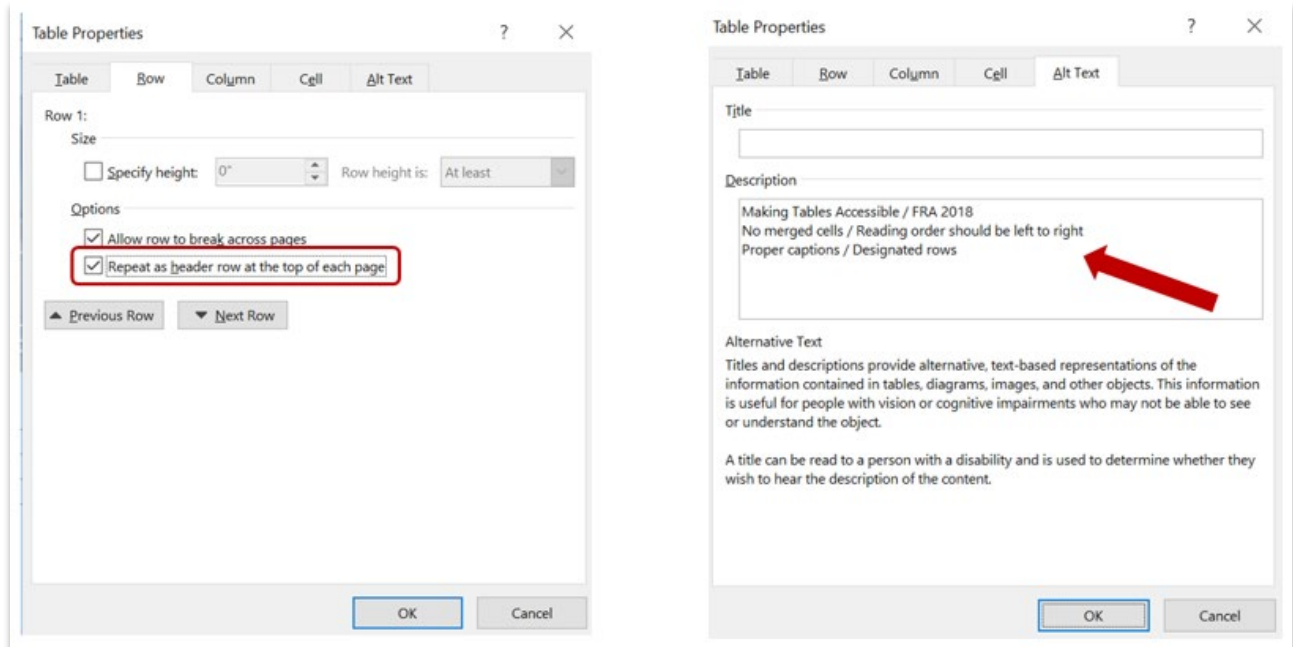 Table Properties
?
Table Row Column Cell Alt Text
Row 1:
Size
Specify height: 0" Row height is: At least
Options
Allow row to break across pages
Repeat as header row at the top of each page
Previous Row Next Row
OK Cancel
Table Properties
?
Table Row Column Cell Alt Text
Title
Description
Making Tables Accessible / FRA 2018
No merged cells / Reading order should be left to right
Proper captions / Designated rows
Alternative Text
Titles and descriptions provide alternative, text-based representations of the
information contained in tables, diagrams, images, and other objects. This information
is useful for people with vision or cognitive impairments who may not be able to see
or understand the object.
A title can be read to a person with a disability and is used to determine whether they
wish to hear the description of the content.
OK Cancel